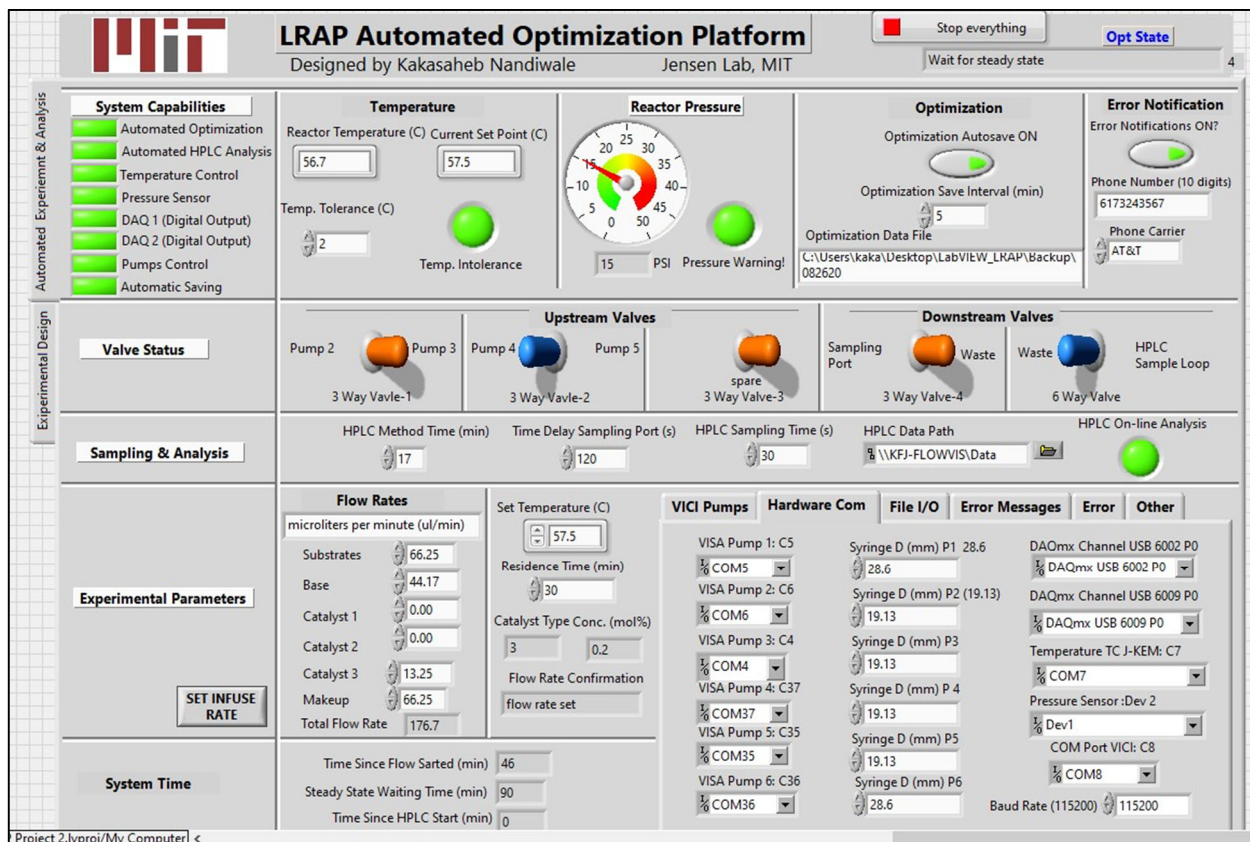 MIT
LRAP Automated Optimization Platform
Designed by Kakasaheb Nandiwale Jensen Lab, MIT
Stop everything
Opt State
Wait for steady state
4
Automated Experiemnt & Analysis
Exiperimental Design
System Capabilities
Automated Optimization
Automated HPLC Analysis
Temperature Control
Pressure Sensor
DAQ 1 (Digital Output)
DAQ 2 (Digital Output)
Pumps Control
Automatic Saving
Temperature
Reactor Temperature (C) Current Set Point (C)
56.7 57.5
Temp. Tolerance (C)
2
Temp. Intolerance
Reactor Pressure
0 5 10 15 20 25 30 35 40 45 50
15 PSI Pressure Warning!
Optimization
Optimization Autosave ON
Optimization Save Interval (min)
5
Optimization Data File
C:\Users\kaka\Desktop\LabVIEW_LRAP\Backup\
082620
Error Notification
Error Notifications ON?
Phone Number (10 digits)
6173243567
Phone Carrier
AT&T
Valve Status
Upstream Valves
Pump 2 Pump 3 Pump 4 Pump 5
spare
3 Way Vavle-1 3 Way Vavle-2 3 Way Valve-3
Downstream Valves
Sampling
Port
Waste
Waste
HPLC
Sample Loop
3 Way Valve-4 6 Way Valve
Sampling & Analysis
HPLC Method Time (min) Time Delay Sampling Port (s) HPLC Sampling Time (s) HPLC Data Path HPLC On-line Analysis
17 120 30 \\KFJ-FLOWVIS\Data
Experimental Parameters
SET INFUSE
RATE
Flow Rates
microliters per minute (ul/min)
Substrates 66.25
Base 44.17
Catalyst 1 0.00
Catalyst 2 0.00
Catalyst 3 13.25
Makeup 66.25
Total Flow Rate 176.7
Set Temperature (C)
57.5
Residence Time (min)
30
Catalyst Type Conc. (mol%)
3 0.2
Flow Rate Confirmation
flow rate set
VICI Pumps Hardware Com File I/O Error Messages Error Other
VISA Pump 1: C5
COM5
VISA Pump 2: C6
COM6
VISA Pump 3: C4
COM4
VISA Pump 4: C37
COM37
VISA Pump 5: C35
COM35
VISA Pump 6: C36
COM36
Syringe D (mm) P1 28.6
28.6
Syringe D (mm) P2 (19.13)
19.13
Syringe D (mm) P3
19.13
Syringe D (mm) P 4
19.13
Syringe D (mm) P5
19.13
Syringe D (mm) P6
28.6
DAQmx Channel USB 6002 P0
DAQmx USB 6002 P0
DAQmx Channel USB 6009 P0
DAQmx USB 6009 P0
Temperature TC J-KEM: C7
COM7
Pressure Sensor :Dev 2
Dev1
COM Port VICI: C8
COM8
Baud Rate (115200) 115200
System Time
Time Since Flow Sarted (min) 46
Steady State Waiting Time (min) 90
Time Since HPLC Start (min) 0
Project 2.lvproj/My Computer <